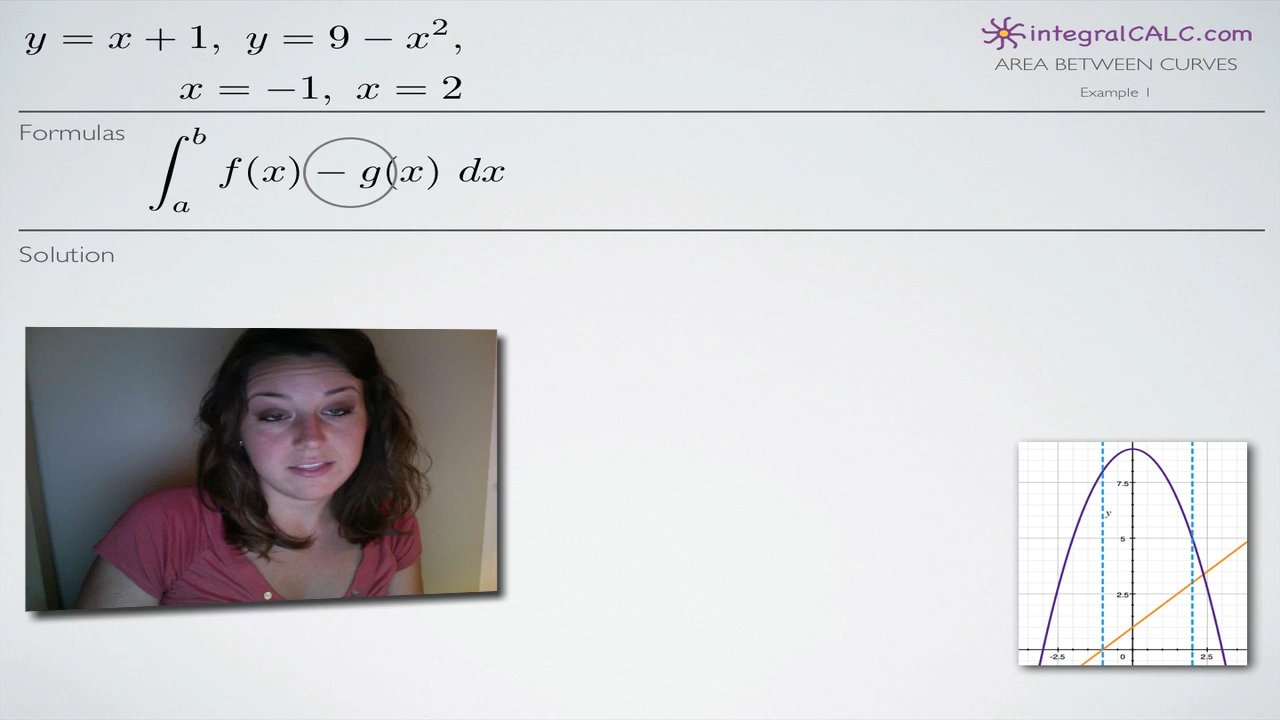 y = x + 1, y = 9 − x²,
x = −1, x = 2
integralCALC.com
AREA BETWEEN CURVES
Example 1
Formulas
∫ₐᵇ f(x) − g(x) dx
Solution
7.5
y
5
2.5
-2.5 0 2.5